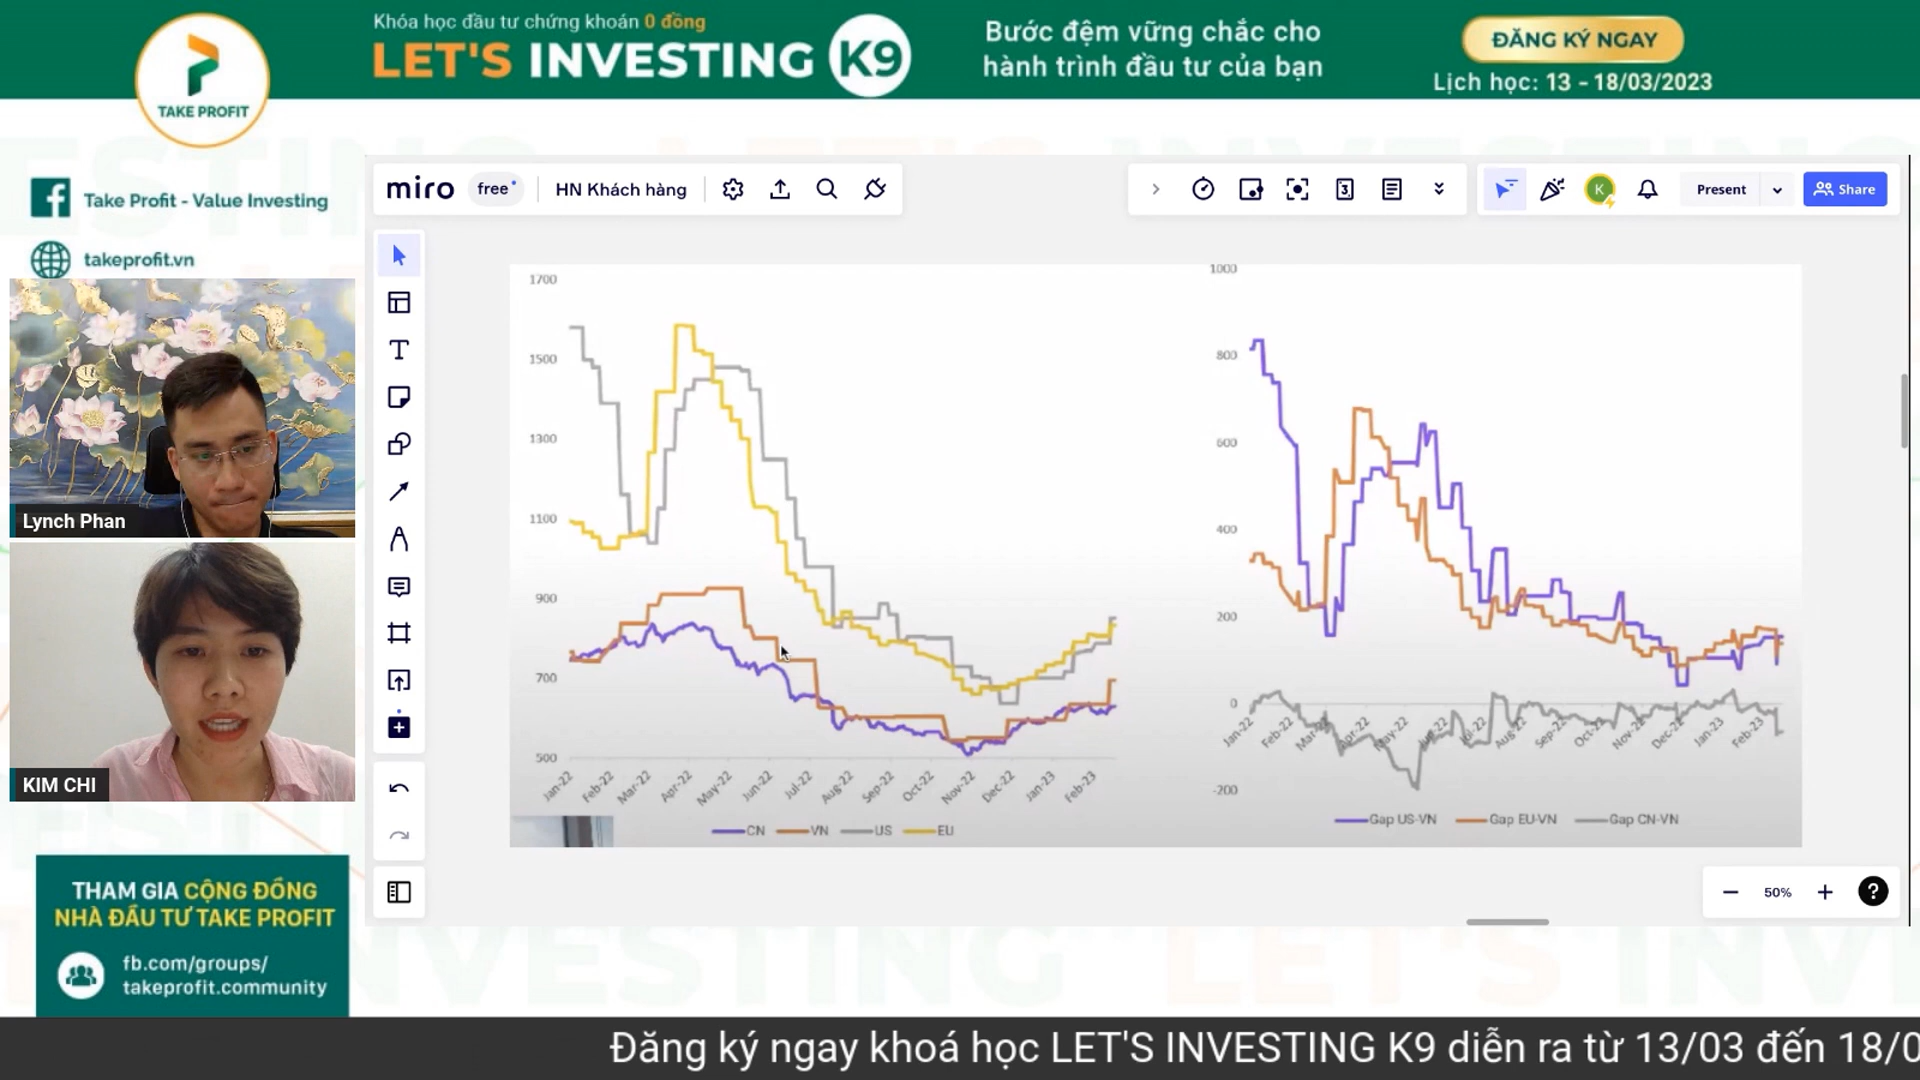 Khóa học đầu tư chứng khoán 0 đồng
LET'S INVESTING K9
Bước đệm vững chắc cho
hành trình đầu tư của bạn
ĐĂNG KÝ NGAY
Lịch học: 13 - 18/03/2023
TAKE PROFIT
Take Profit - Value Investing
takeprofit.vn
miro
free
HN Khách hàng
3
K
Present
Share
1700
1500
1300
1100
900
700
500
Jan-22
Feb-22
Mar-22
Apr-22
May-22
Jun-22
Jul-22
Aug-22
Sep-22
Oct-22
Nov-22
Dec-22
Jan-23
Feb-23
CN
VN
US
EU
1000
800
600
400
200
0
-200
Jan-22
Feb-22
Mar-22
Apr-22
May-22
Jun-22
Jul-22
Aug-22
Sep-22
Oct-22
Nov-22
Dec-22
Jan-23
Feb-23
Gap US-VN
Gap EU-VN
Gap CN-VN
Lynch Phan
KIM CHI
50%
?
THAM GIA CỘNG ĐỒNG
NHÀ ĐẦU TƯ TAKE PROFIT
fb.com/groups/
takeprofit.community
Đăng ký ngay khoá học LET'S INVESTING K9 diễn ra từ 13/03 đến 18/0